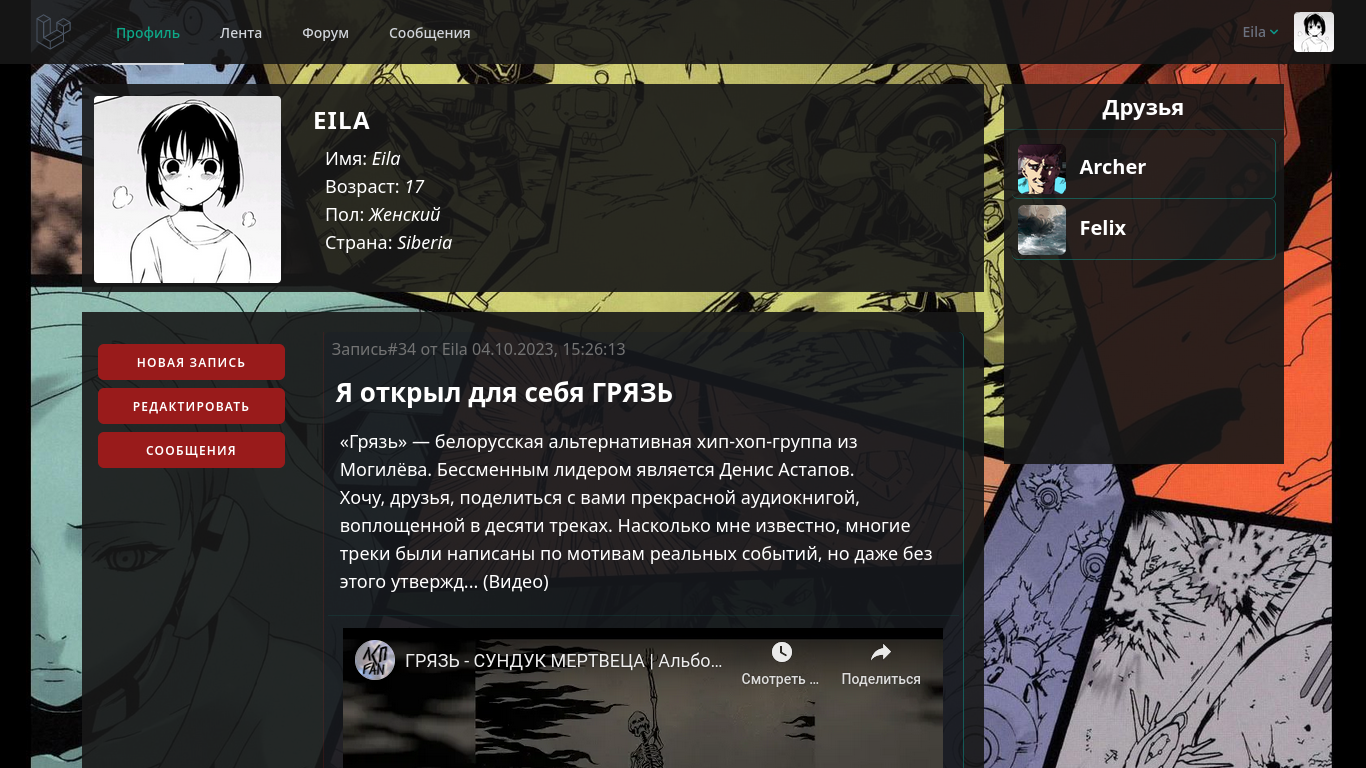 Профиль
Лента
Форум
Сообщения
Eila
EILA
Имя: Eila
Возраст: 17
Пол: Женский
Страна: Siberia
Друзья
Archer
Felix
НОВАЯ ЗАПИСЬ
РЕДАКТИРОВАТЬ
СООБЩЕНИЯ
Запись#34 от Eila 04.10.2023, 15:26:13
Я открыл для себя ГРЯЗЬ
«Грязь» — белорусская альтернативная хип-хоп-группа из
Могилёва. Бессменным лидером является Денис Астапов.
Хочу, друзья, поделиться с вами прекрасной аудиокнигой,
воплощенной в десяти треках. Насколько мне известно, многие
треки были написаны по мотивам реальных событий, но даже без
этого утвержд... (Видео)
ГРЯЗЬ - СУНДУК МЕРТВЕЦА | Альбо...
Смотреть ...
Поделиться